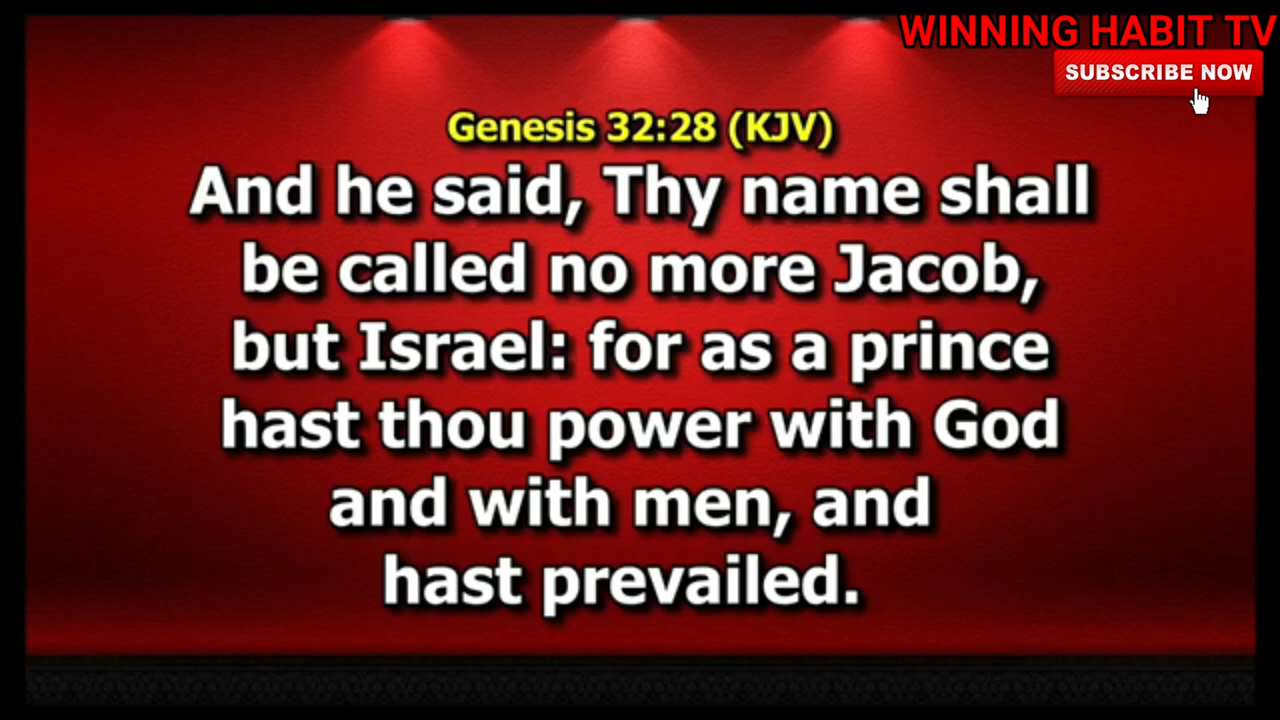 WINNING HABIT TV
SUBSCRIBE NOW
Genesis 32:28 (KJV)
And he said, Thy name shall
be called no more Jacob,
but Israel: for as a prince
hast thou power with God
and with men, and
hast prevailed.